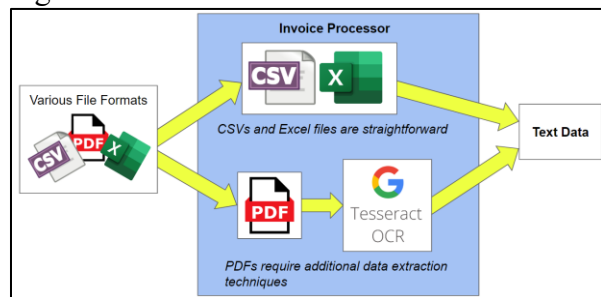 Invoice Processor
Various File Formats
CSV
PDF
X
CSV
X
CSVs and Excel files are straightforward
Text Data
PDF
G
Tesseract
OCR
PDFs require additional data extraction
techniques